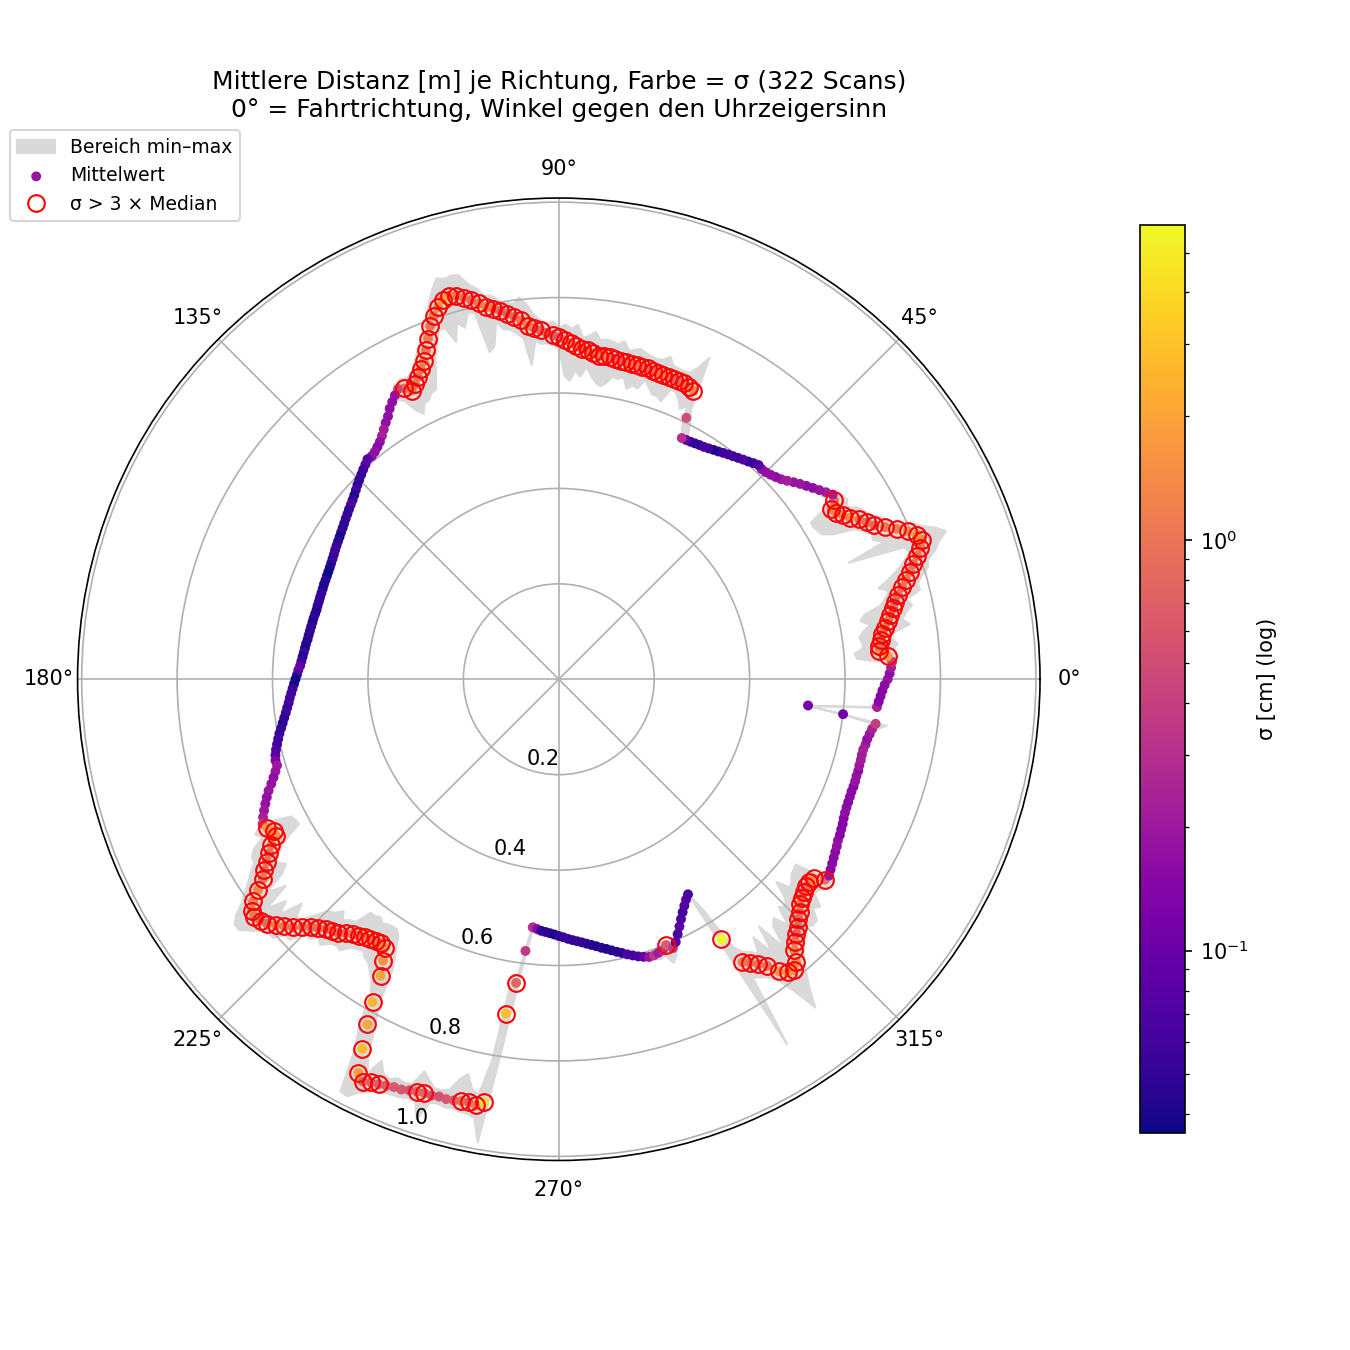 Mittlere Distanz [m] je Richtung, Farbe = σ (322 Scans)
0° = Fahrtrichtung, Winkel gegen den Uhrzeigersinn
Bereich min–max
Mittelwert
σ > 3 × Median
90°
135°
45°
180°
0°
225°
315°
270°
0.2
0.4
0.6
0.8
1.0
10⁰
10⁻¹
σ [cm] (log)